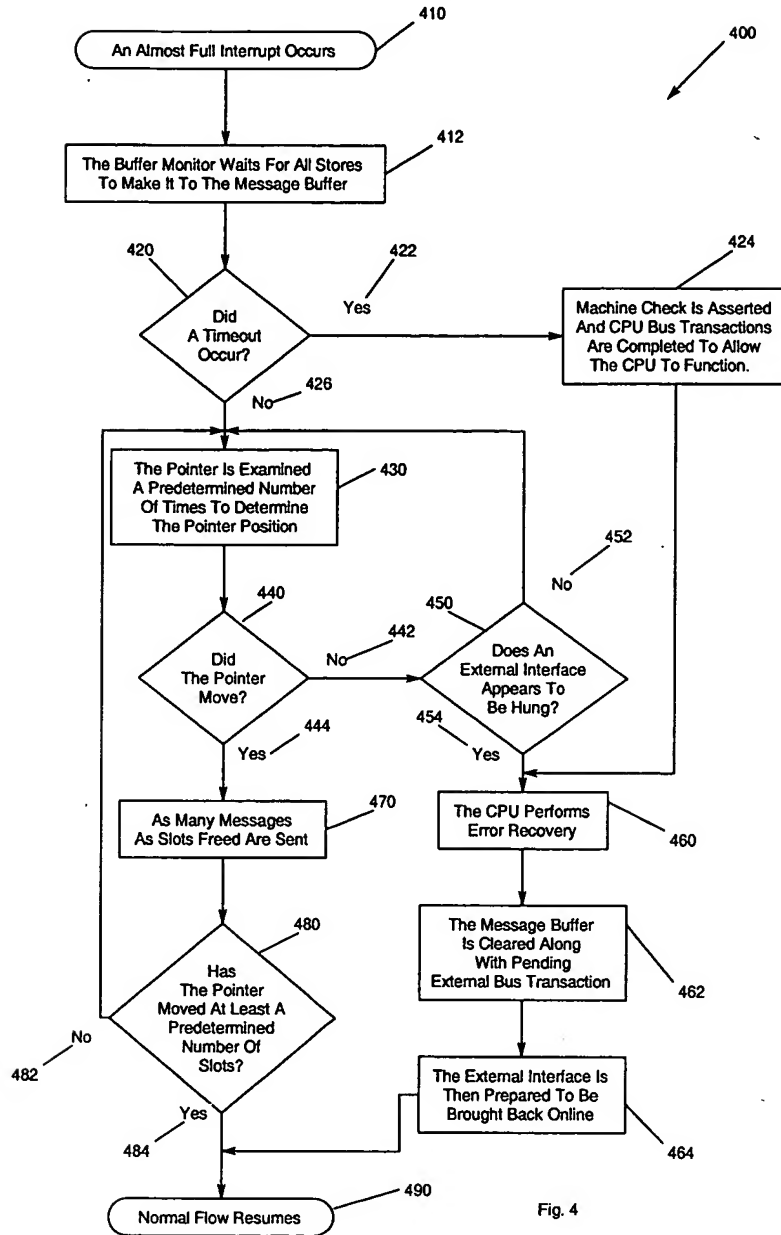 410
An Almost Full Interrupt Occurs
400
412
The Buffer Monitor Waits For All Stores
To Make It To The Message Buffer
420
422
424
Did
A Timeout
Occur?
Yes
Machine Check Is Asserted
And CPU Bus Transactions
Are Completed To Allow
The CPU To Function.
No
426
The Pointer Is Examined
A Predetermined Number
Of Times To Determine
The Pointer Position
430
452
No
440
450
Did
The Pointer
Move?
No
442
Does An
External Interface
Appears To
Be Hung?
444
Yes
454
Yes
As Many Messages
As Slots Freed Are Sent
470
The CPU Performs
Error Recovery
460
480
Has
The Pointer
Moved At Least A
Predetermined
Number Of
Slots?
The Message Buffer
Is Cleared Along
With Pending
External Bus Transaction
462
No
482
Yes
484
The External Interface Is
Then Prepared To Be
Brought Back Online
464
490
Normal Flow Resumes
Fig. 4